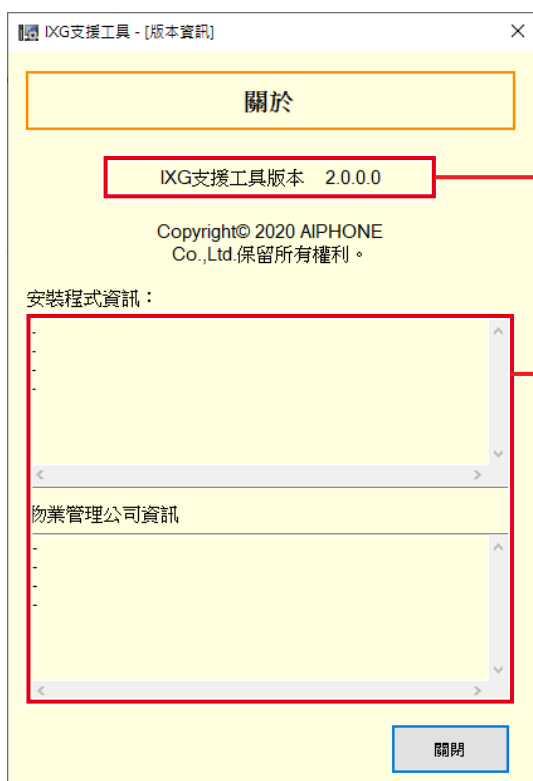 IXG支援工具 - [版本資訊]
關於
IXG支援工具版本 2.0.0.0
Copyright© 2020 AIPHONE
Co.,Ltd.保留所有權利。
安裝程式資訊：
-
-
-
-
物業管理公司資訊
-
-
-
-
關閉